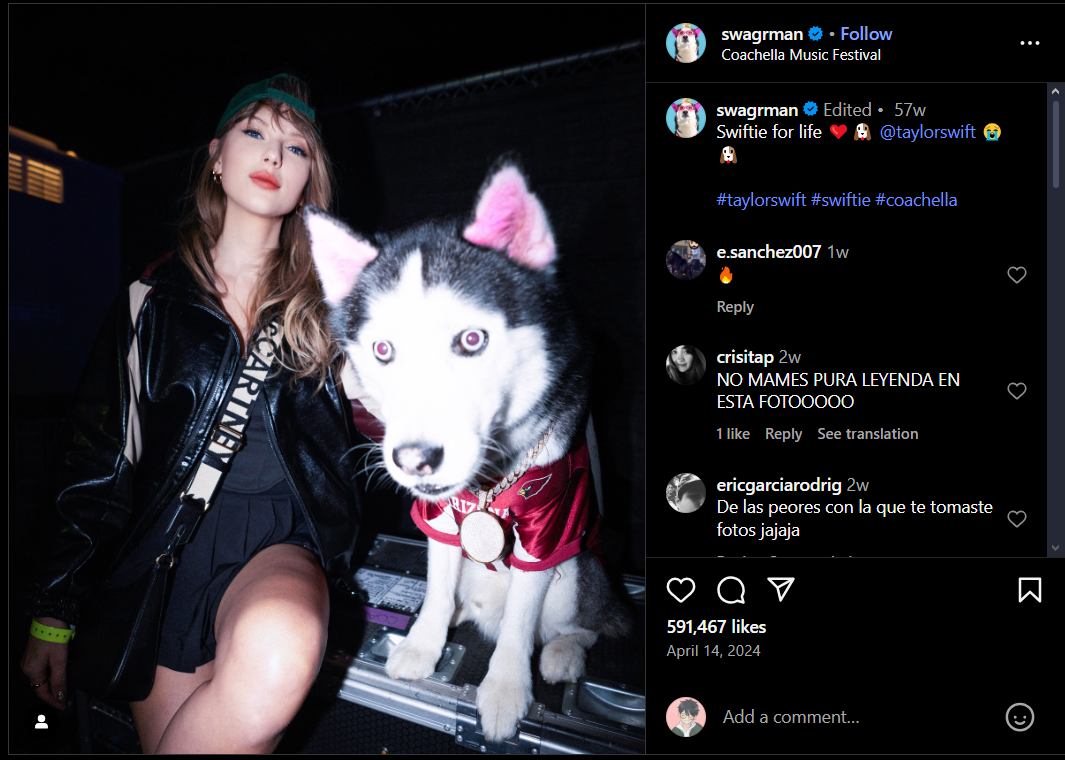 swagrman • Follow
Coachella Music Festival
swagrman Edited • 57w
Swiftie for life ❤️ 🐶 @taylorswift 😭
🐶
#taylorswift #swiftie #coachella
e.sanchez007 1w
🔥
Reply
crisitap 2w
NO MAMES PURA LEYENDA EN
ESTA FOTOOOOO
1 like Reply See translation
ericgarciarodrig 2w
De las peores con la que te tomaste
fotos jajaja
591,467 likes
April 14, 2024
Add a comment...
CARTNEY
RIZONA